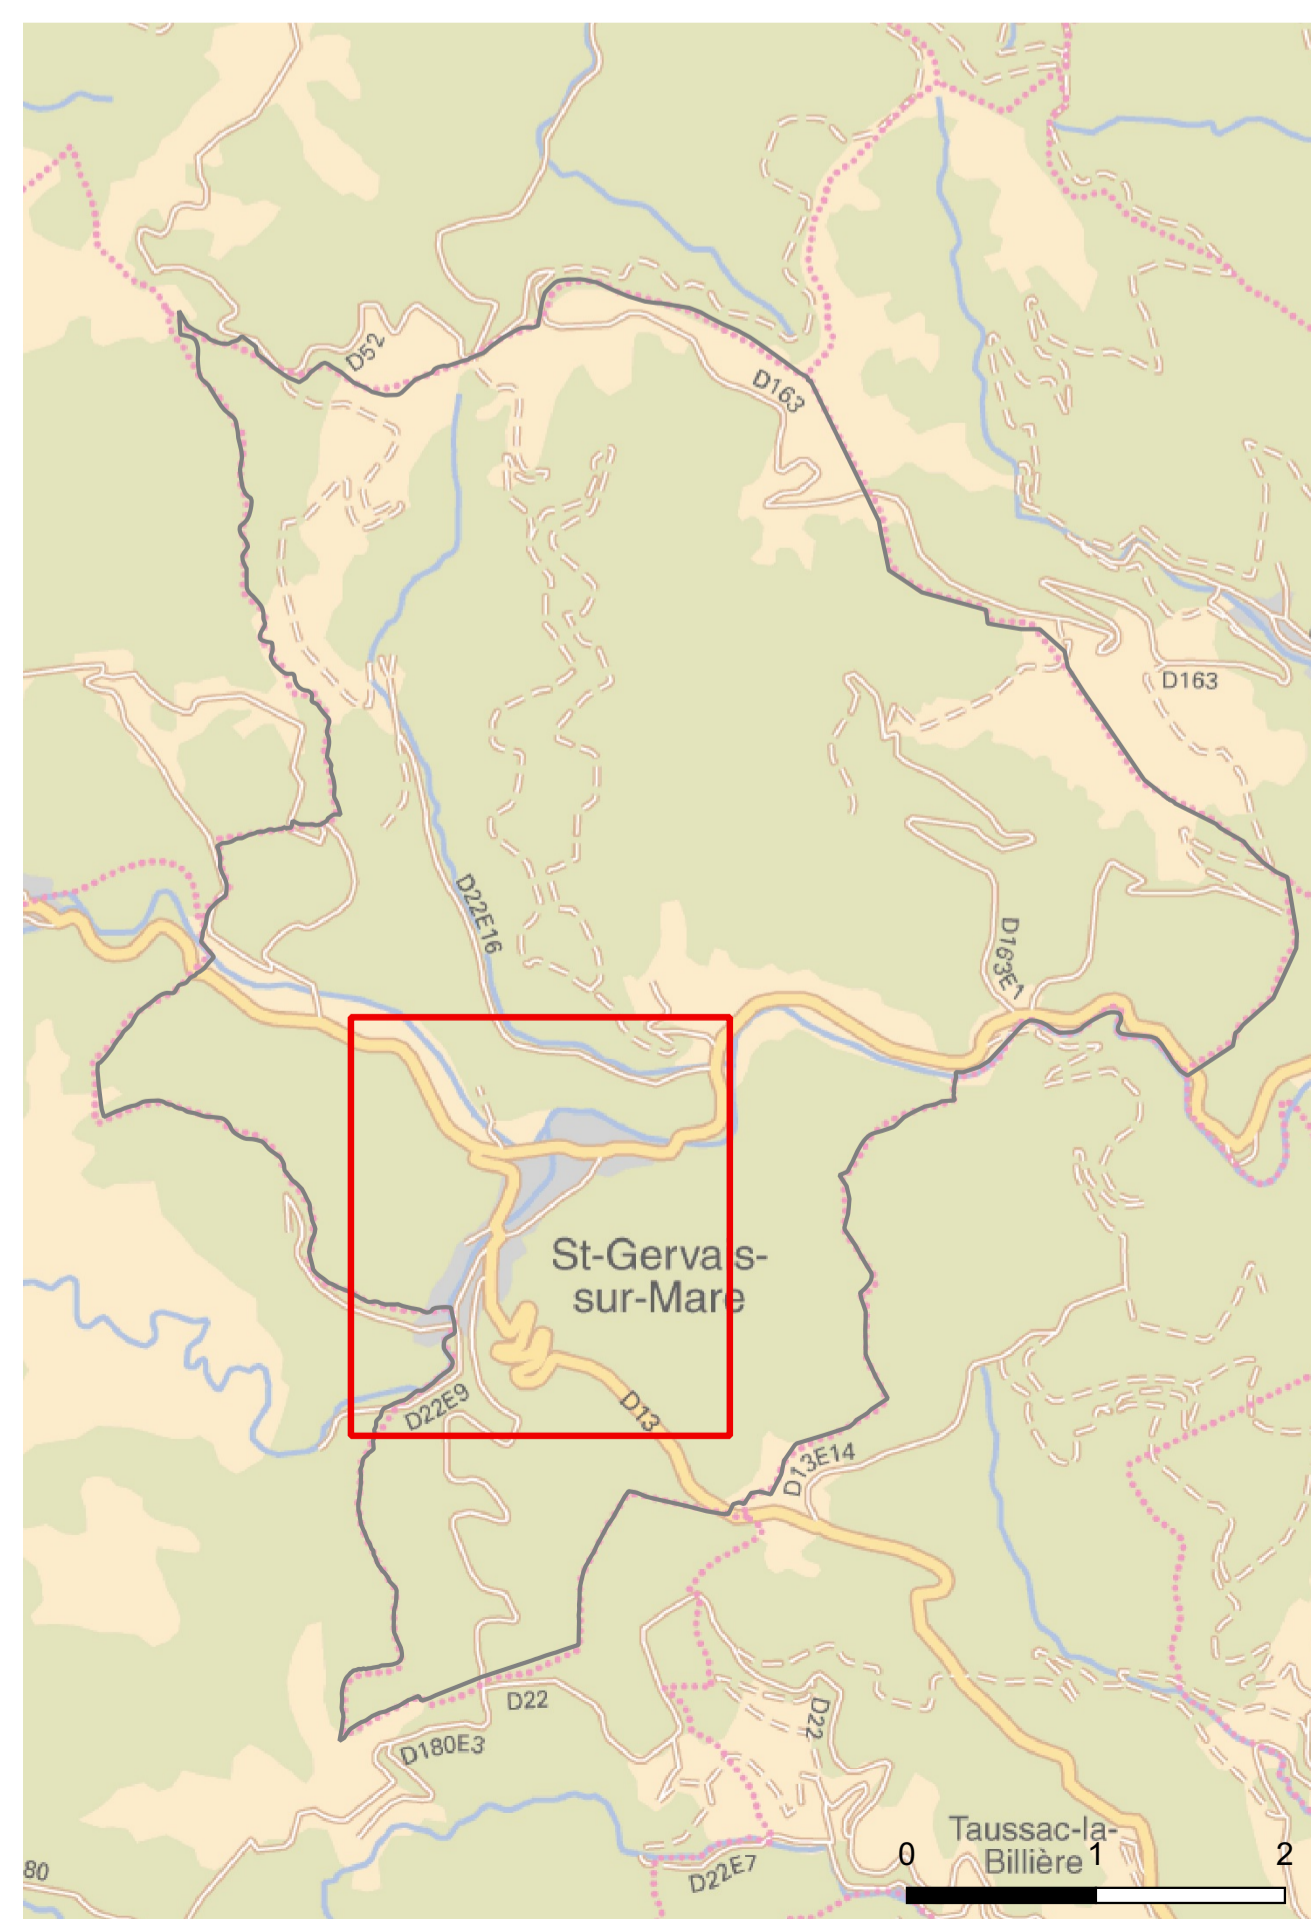 D52
D163
D163
D22E16
D163E1
St-Gervais-
sur-Mare
D22E9
D13
D13E14
D22
D22
D180E3
Taussac-la-
Billière
0 1 2
D22E7
80